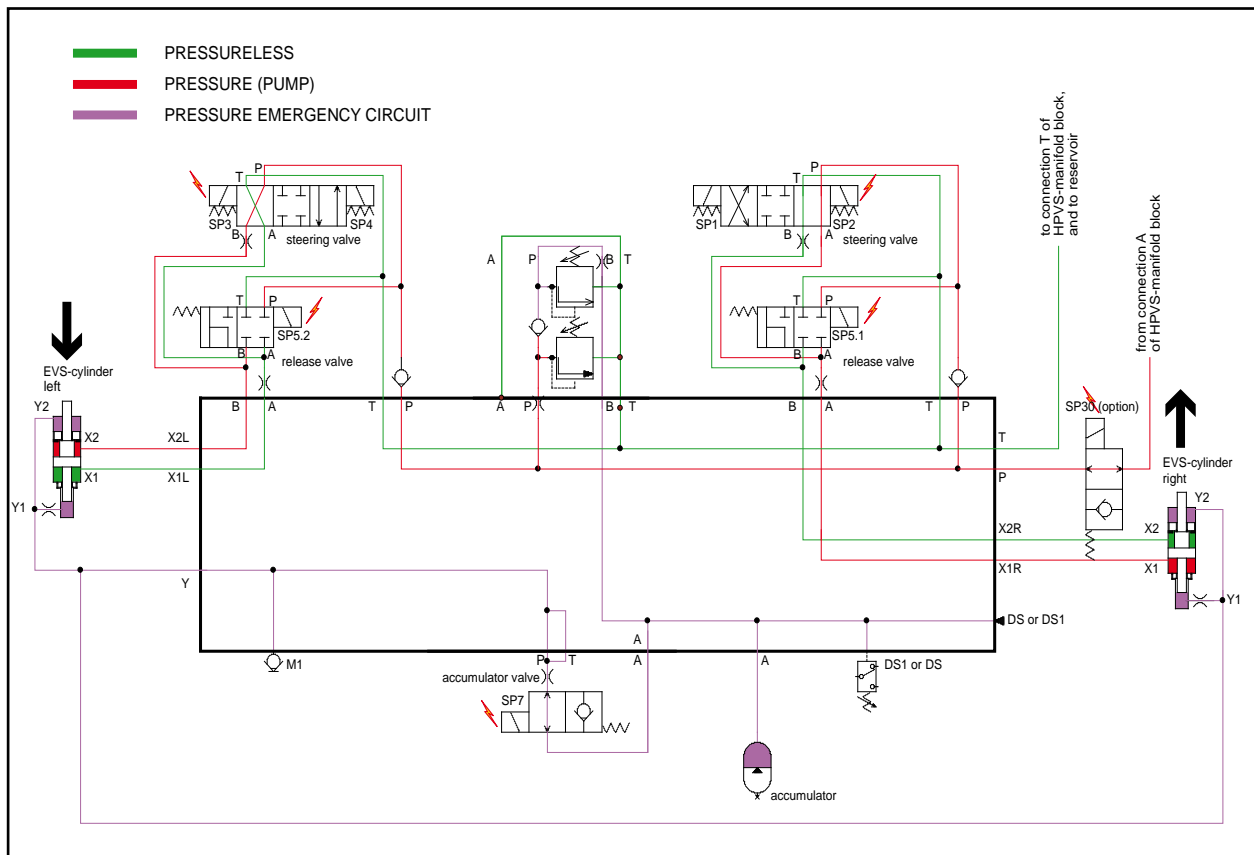 PRESSURELESS
PRESSURE (PUMP)
PRESSURE EMERGENCY CIRCUIT
to connection T of
HPVS-manifold block,
and to reservoir
from connection A
of HPVS-manifold block
T
P
SP3
SP4
B
A
steering valve
T
P
SP5.2
B
A
release valve
A
P
B
T
T
P
SP1
SP2
B
A
steering valve
T
P
SP5.1
B
A
release valve
EVS-cylinder
left
Y2
X2
X1
Y1
X2L
X1L
B
A
T
P
A
P
B
T
B
A
T
P
SP30 (option)
T
P
EVS-cylinder
right
Y2
X2
X1
Y1
X2R
X1R
Y
M1
P
T
A
A
A
accumulator valve
SP7
DS or DS1
DS1 or DS
accumulator